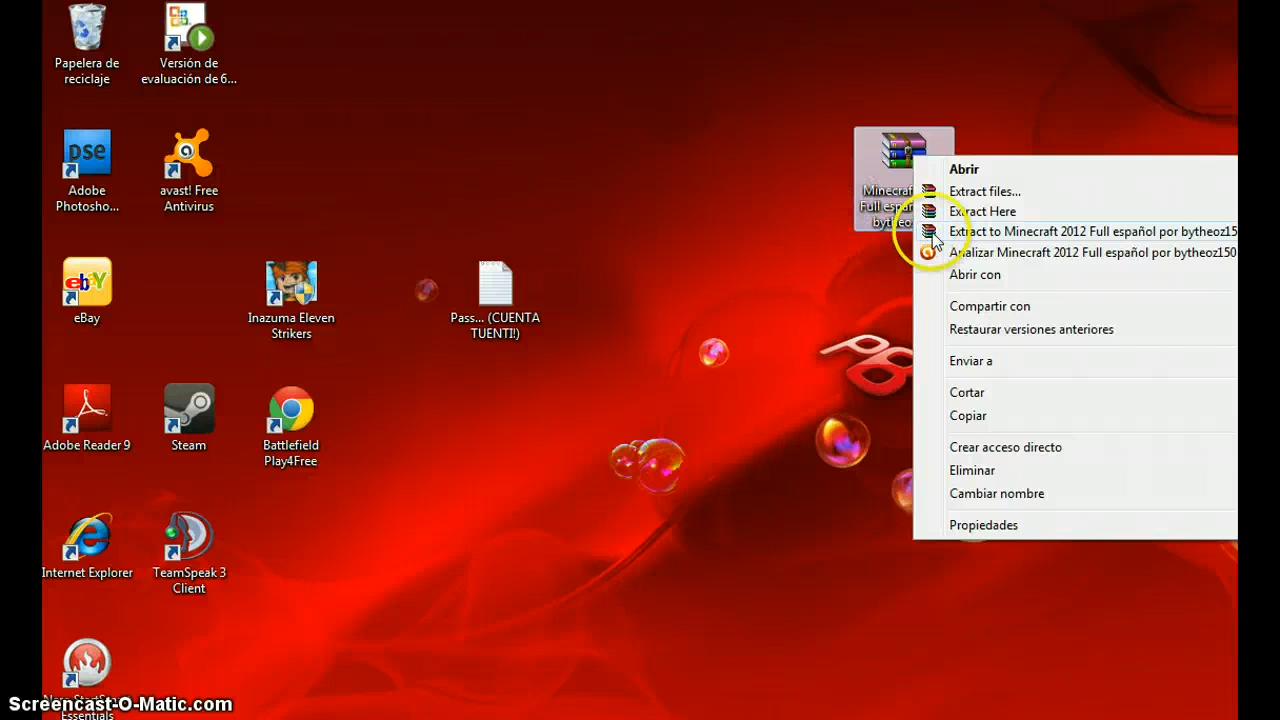 Papelera de
reciclaje
Versión de
evaluación de 6...
dse
Adobe
Photosho...
avast! Free
Antivirus
ebY
eBay
Inazuma Eleven
Strikers
Pass... (CUENTA
TUENTI!)
Adobe Reader 9
Steam
Battlefield
Play4Free
Internet Explorer
TeamSpeak 3
Client
Essentials
Full
Abrir
Extract files...
Extract Here
Extract to Minecraft 2012 Full español por bytheoz15
Analizar Minecraft 2012 Full español por bytheoz150
Abrir con
Compartir con
Restaurar versiones anteriores
Enviar a
Cortar
Copiar
Crear acceso directo
Eliminar
Cambiar nombre
Propiedades
Screencast-O-Matic.com